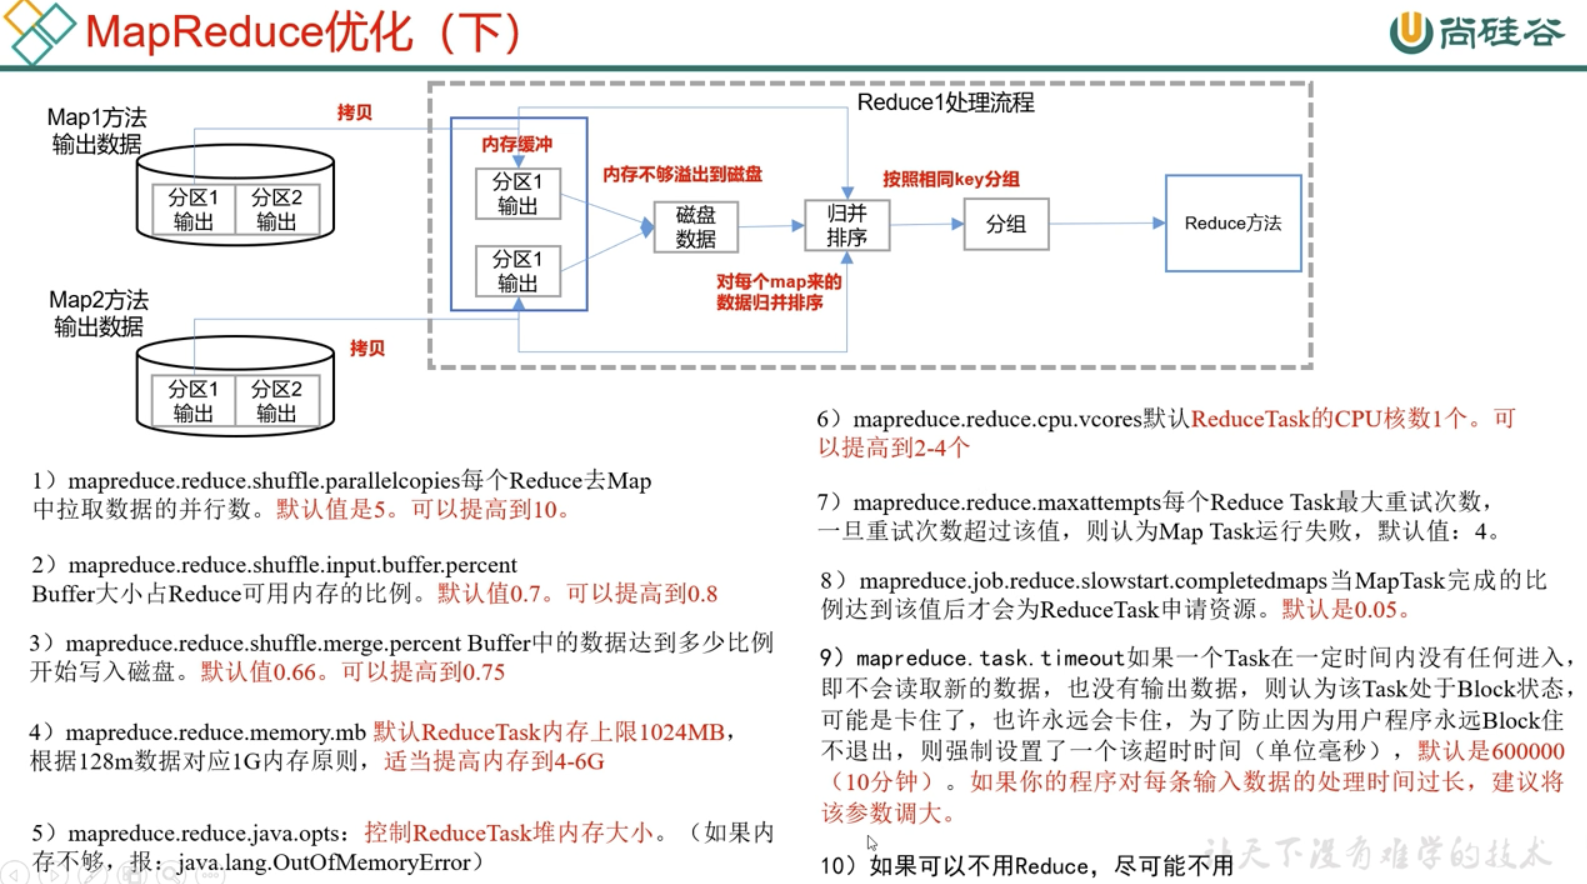 MapReduce优化（下）
尚硅谷
Reduce1处理流程
Map1方法
输出数据
拷贝
分区1
输出
分区2
输出
内存缓冲
分区1
输出
分区1
输出
内存不够溢出到磁盘
磁盘
数据
归并
排序
对每个map来的
数据归并排序
按照相同key分组
分组
Reduce方法
Map2方法
输出数据
拷贝
分区1
输出
分区2
输出
1）mapreduce.reduce.shuffle.parallelcopies每个Reduce去Map
中拉取数据的并行数。默认值是5。可以提高到10。
2）mapreduce.reduce.shuffle.input.buffer.percent
Buffer大小占Reduce可用内存的比例。默认值0.7。可以提高到0.8
3）mapreduce.reduce.shuffle.merge.percent Buffer中的数据达到多少比例
开始写入磁盘。默认值0.66。可以提高到0.75
4）mapreduce.reduce.memory.mb 默认ReduceTask内存上限1024MB，
根据128m数据对应1G内存原则，适当提高内存到4-6G
5）mapreduce.reduce.java.opts：控制ReduceTask堆内存大小。（如果内
存不够，报：java.lang.OutOfMemoryError）
6）mapreduce.reduce.cpu.vcores默认ReduceTask的CPU核数1个。可
以提高到2-4个
7）mapreduce.reduce.maxattempts每个Reduce Task最大重试次数，
一旦重试次数超过该值，则认为Map Task运行失败，默认值：4。
8）mapreduce.job.reduce.slowstart.completedmaps当MapTask完成的比
例达到该值后才会为ReduceTask申请资源。默认是0.05。
9）mapreduce.task.timeout如果一个Task在一定时间内没有任何进入，
即不会读取新的数据，也没有输出数据，则认为该Task处于Block状态，
可能是卡住了，也许永远会卡住，为了防止因为用户程序永远Block住
不退出，则强制设置了一个该超时时间（单位毫秒），默认是600000
（10分钟）。如果你的程序对每条输入数据的处理时间过长，建议将
该参数调大。
10）如果可以不用Reduce，尽可能不用
让天下没有难学的技术